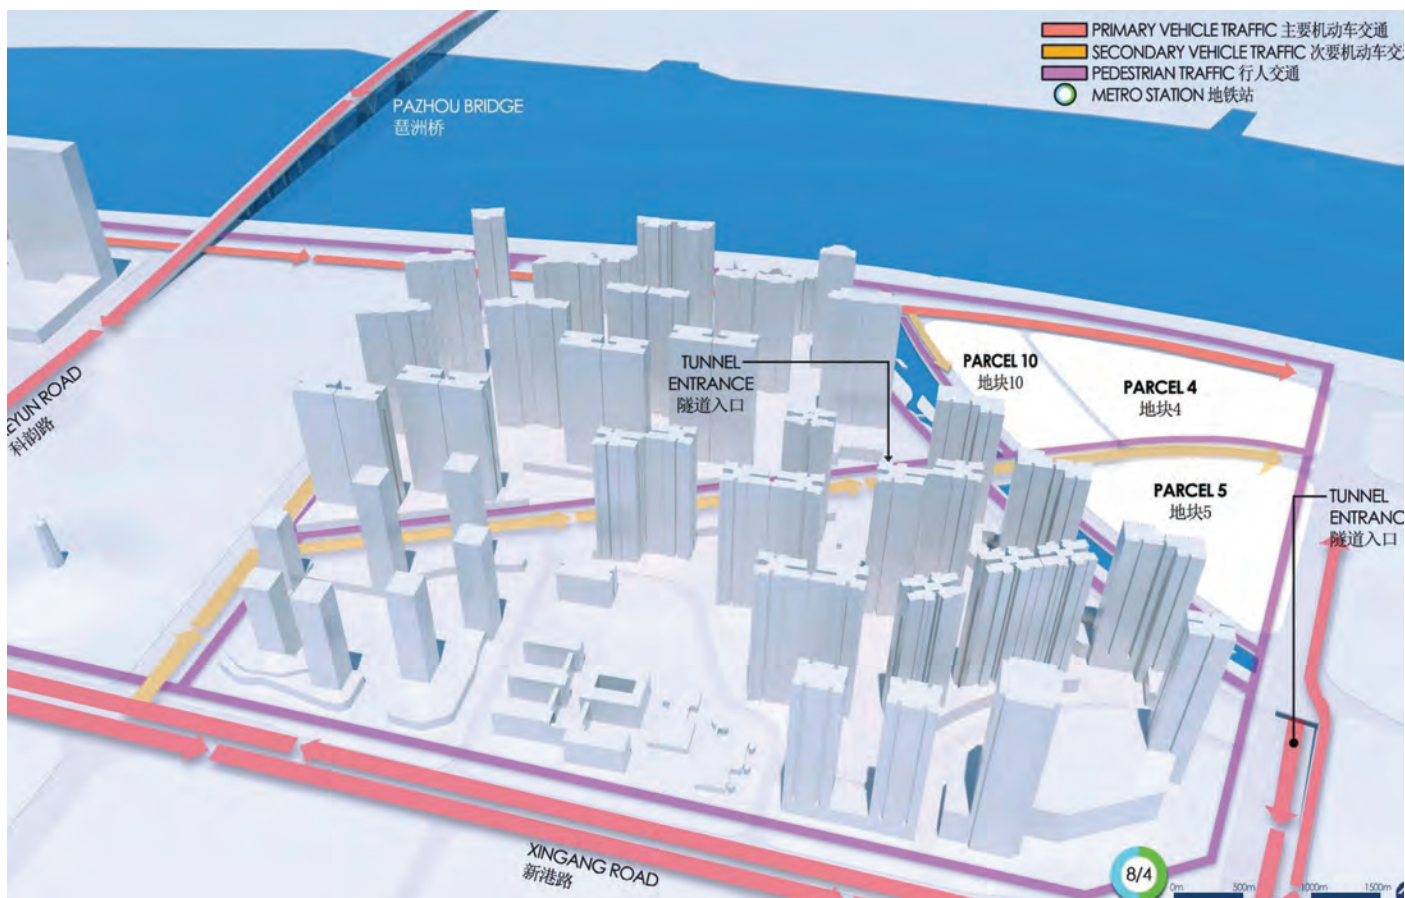 PRIMARY VEHICLE TRAFFIC 主要机动车交通
SECONDARY VEHICLE TRAFFIC 次要机动车交
PEDESTRIAN TRAFFIC 行人交通
METRO STATION 地铁站
PAZHOU BRIDGE
琶洲桥
EYUN ROAD
科韵路
TUNNEL
ENTRANCE
隧道入口
PARCEL 10
地块10
PARCEL 4
地块4
PARCEL 5
地块5
TUNNEL
ENTRANC
隧道入口
XINGANG ROAD
新港路
8/4
0m 500m 1000m 1500m